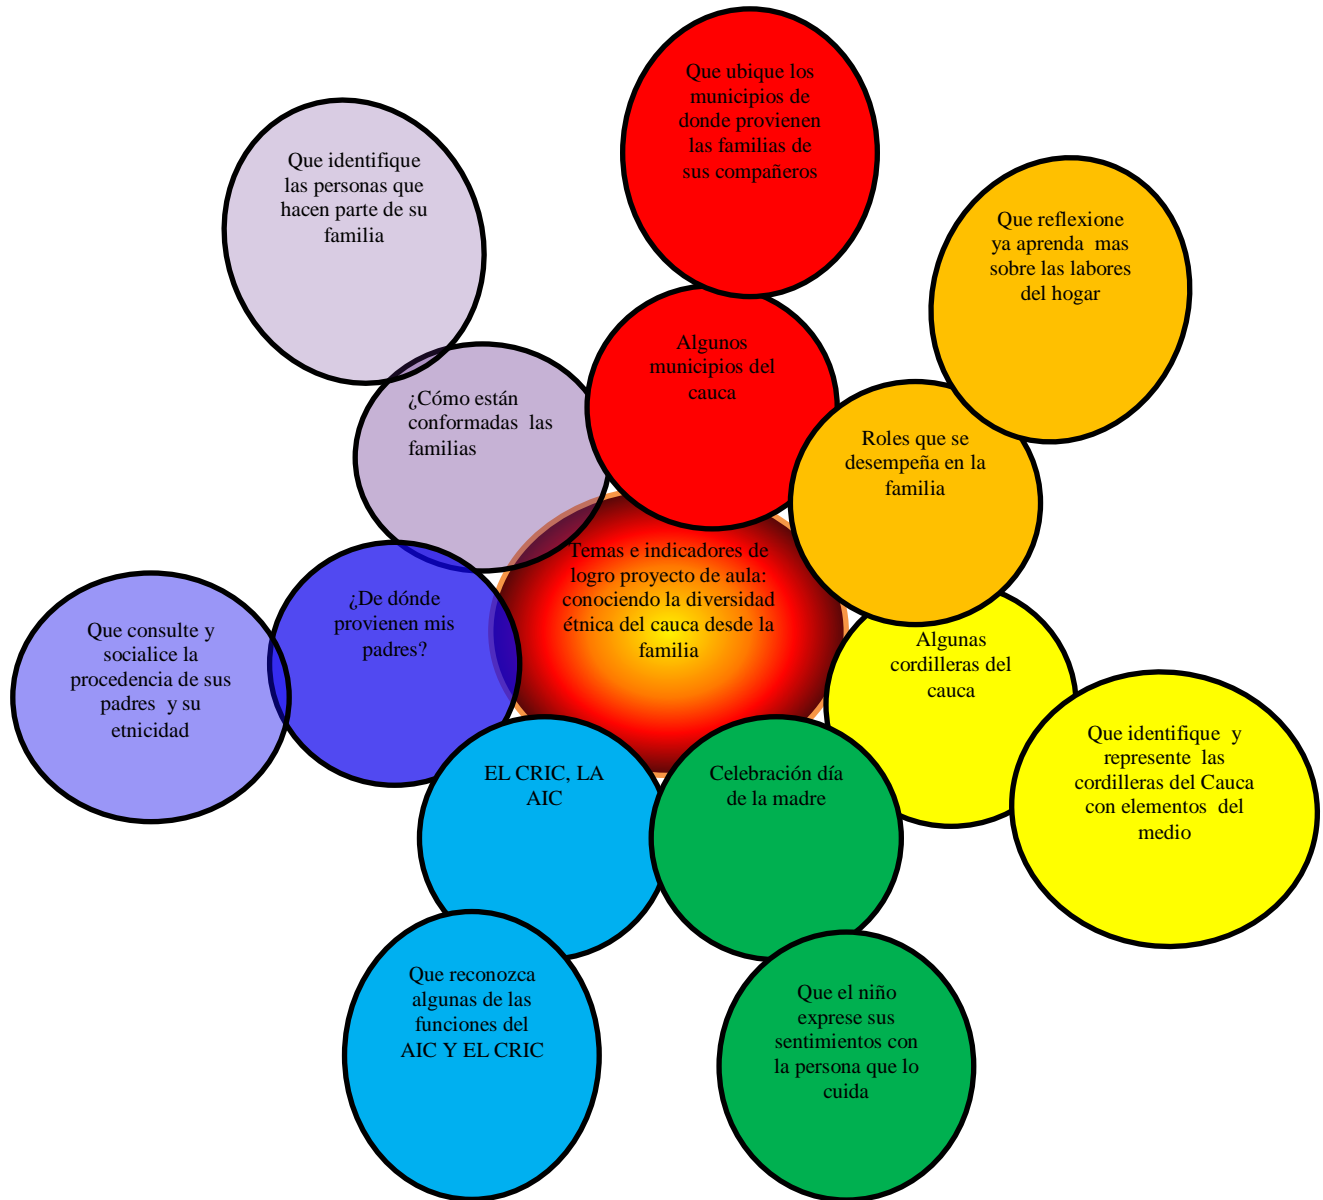 Que ubique los
municipios de
donde provienen
las familias de
sus compañeros
Que identifique
las personas que
hacen parte de su
familia
Que reflexione
ya aprenda mas
sobre las labores
del hogar
Algunos
municipios del
cauca
¿Cómo están
conformadas las
familias
Roles que se
desempeña en la
familia
Temas e indicadores de
logro proyecto de aula:
conociendo la diversidad
étnica del cauca desde la
familia
¿De dónde
provienen mis
padres?
Que consulte y
socialice la
procedencia de sus
padres y su
etnicidad
Algunas
cordilleras del
cauca
Que identifique y
represente las
cordilleras del Cauca
con elementos del
medio
EL CRIC, LA
AIC
Celebración día
de la madre
Que reconozca
algunas de las
funciones del
AIC Y EL CRIC
Que el niño
exprese sus
sentimientos con
la persona que lo
cuida